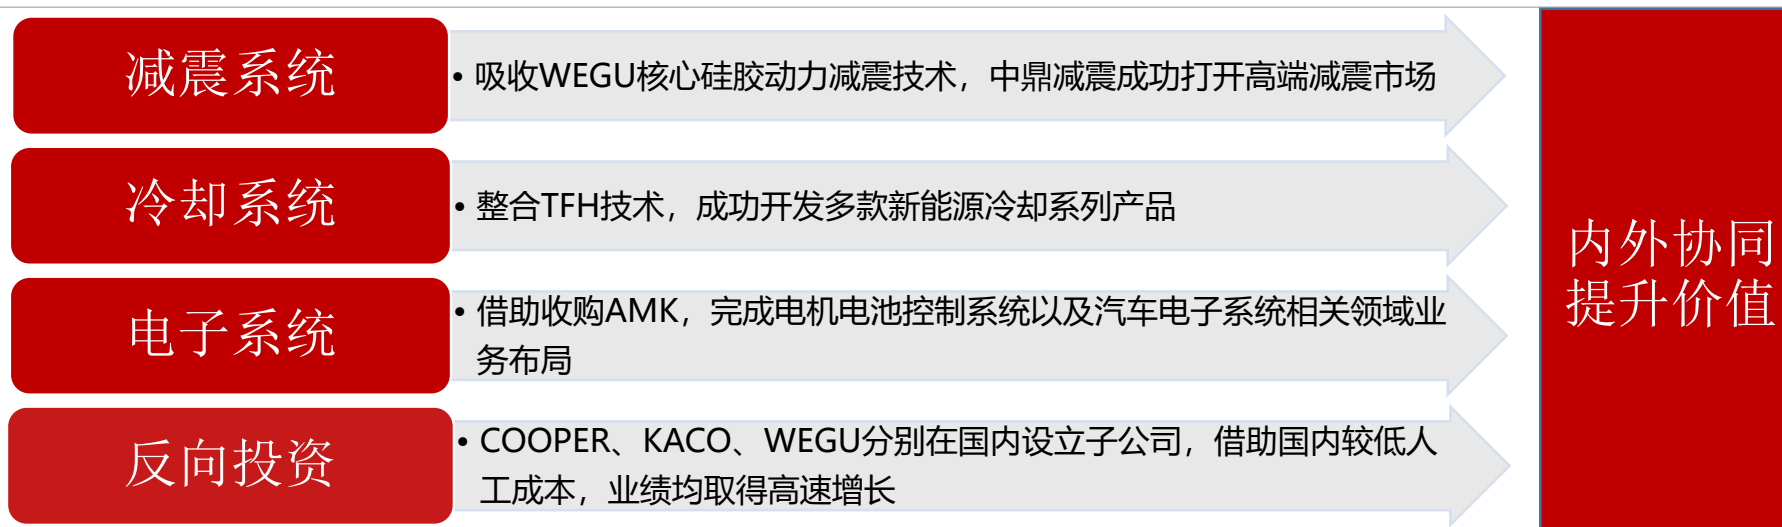 减震系统
• 吸收WEGU核心硅胶动力减震技术，中鼎减震成功打开高端减震市场
冷却系统
• 整合TFH技术，成功开发多款新能源冷却系列产品
电子系统
• 借助收购AMK，完成电机电池控制系统以及汽车电子系统相关领域业
务布局
反向投资
• COOPER、KACO、WEGU分别在国内设立子公司，借助国内较低人
工成本，业绩均取得高速增长
内外协同
提升价值